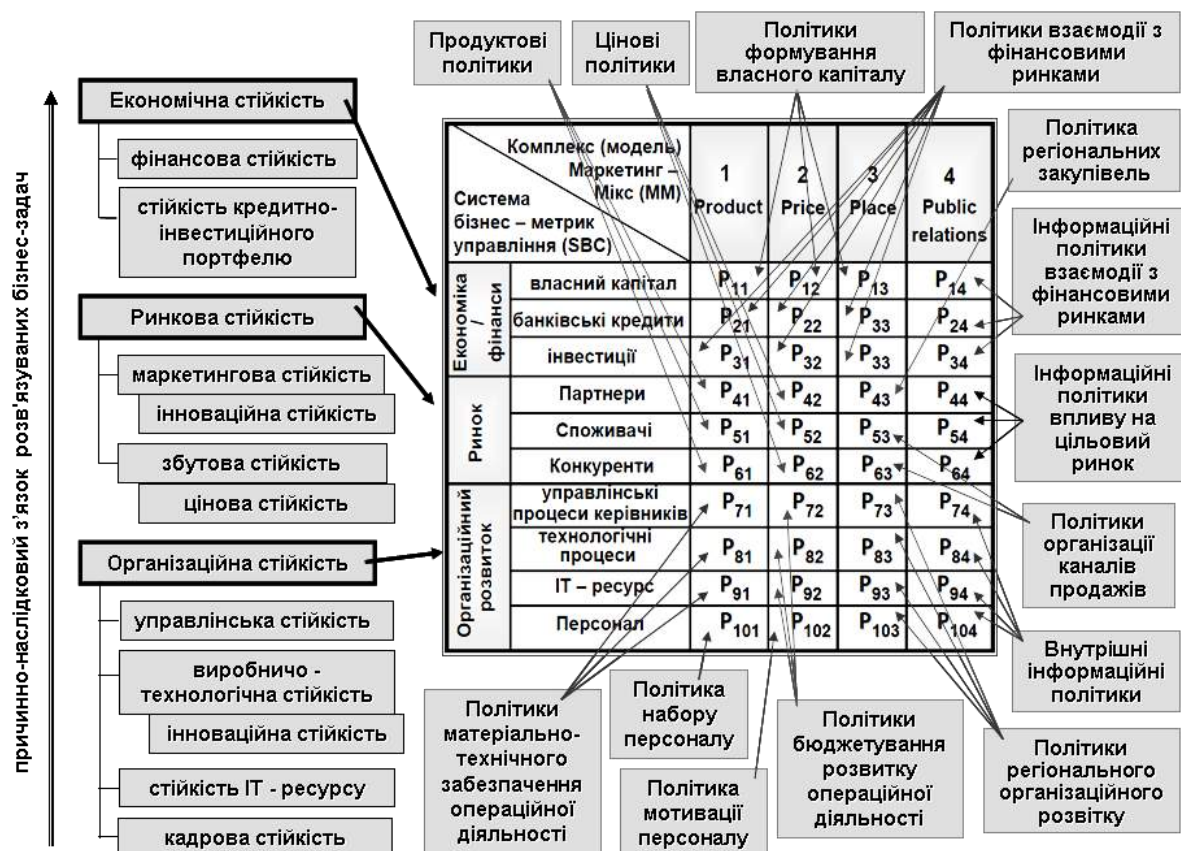 Продуктові
політики
Цінові
політики
Політики
формування
власного капіталу
Політики взаємодії з
фінансовими
ринками
причинно-наслідковий з'язок розв'язуваних бізнес-задач
Економічна стійкість
фінансова стійкість
стійкість кредитно-
інвестиційного
портфелю
Ринкова стійкість
маркетингова стійкість
інноваційна стійкість
збутова стійкість
цінова стійкість
Організаційна стійкість
управлінська стійкість
виробничо -
технологічна стійкість
інноваційна стійкість
стійкість ІТ - ресурсу
кадрова стійкість
Комплекс (модель)
Маркетинг –
Мікс (ММ)
Система
бізнес – метрик
управління (SBC)
1
Product
2
Price
3
Place
4
Public
relations
Економіка
/
фінанси
власний капітал P11 P12 P13 P14
банківські кредити P21 P22 P33 P24
інвестиції P31 P32 P33 P34
Ринок
Партнери P41 P42 P43 P44
Споживачі P51 P52 P53 P54
Конкуренти P61 P62 P63 P64
Організаційний
розвиток
управлінські
процеси керівників P71 P72 P73 P74
технологічні
процеси P81 P82 P83 P84
ІТ – ресурс P91 P92 P93 P94
Персонал P101 P102 P103 P104
Політика
регіональних
закупівель
Інформаційні
політики
взаємодії з
фінансовими
ринками
Інформаційні
політики
впливу на
цільовий
ринок
Політики
організації
каналів
продажів
Внутрішні
інформаційні
політики
Політики
матеріально-
технічного
забезпачення
операційної
діяльності
Політика
набору
персоналу
Політика
мотивації
персоналу
Політики
бюджетування
розвитку
операційної
діяльності
Політики
регіонального
організаційного
розвітку